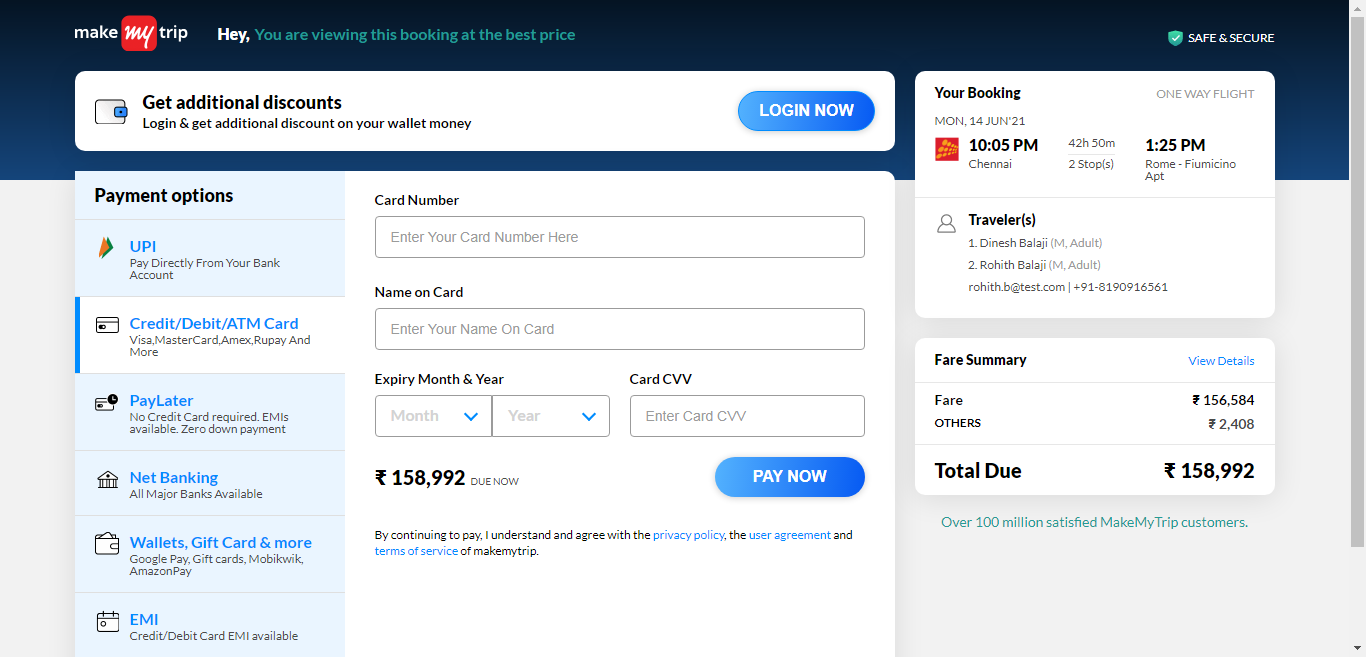 make my trip
Hey, You are viewing this booking at the best price
SAFE & SECURE
Get additional discounts
Login & get additional discount on your wallet money
LOGIN NOW
Payment options
UPI
Pay Directly From Your Bank
Account
Credit/Debit/ATM Card
Visa,MasterCard,Amex,Rupay And
More
PayLater
No Credit Card required. EMIs
available. Zero down payment
Net Banking
All Major Banks Available
Wallets, Gift Card & more
Google Pay, Gift cards, Mobikwik,
AmazonPay
EMI
Credit/Debit Card EMI available
Card Number
Enter Your Card Number Here
Name on Card
Enter Your Name On Card
Expiry Month & Year
Card CVV
Month
Year
Enter Card CVV
₹ 158,992 DUE NOW
PAY NOW
By continuing to pay, I understand and agree with the privacy policy, the user agreement and
terms of service of makemytrip.
Your Booking
ONE WAY FLIGHT
MON, 14 JUN'21
10:05 PM
42h 50m
1:25 PM
Chennai
2 Stop(s)
Rome - Fiumicino
Apt
Traveler(s)
1. Dinesh Balaji (M, Adult)
2. Rohith Balaji (M, Adult)
rohith.b@test.com | +91-8190916561
Fare Summary
View Details
Fare
₹ 156,584
OTHERS
₹ 2,408
Total Due
₹ 158,992
Over 100 million satisfied MakeMyTrip customers.